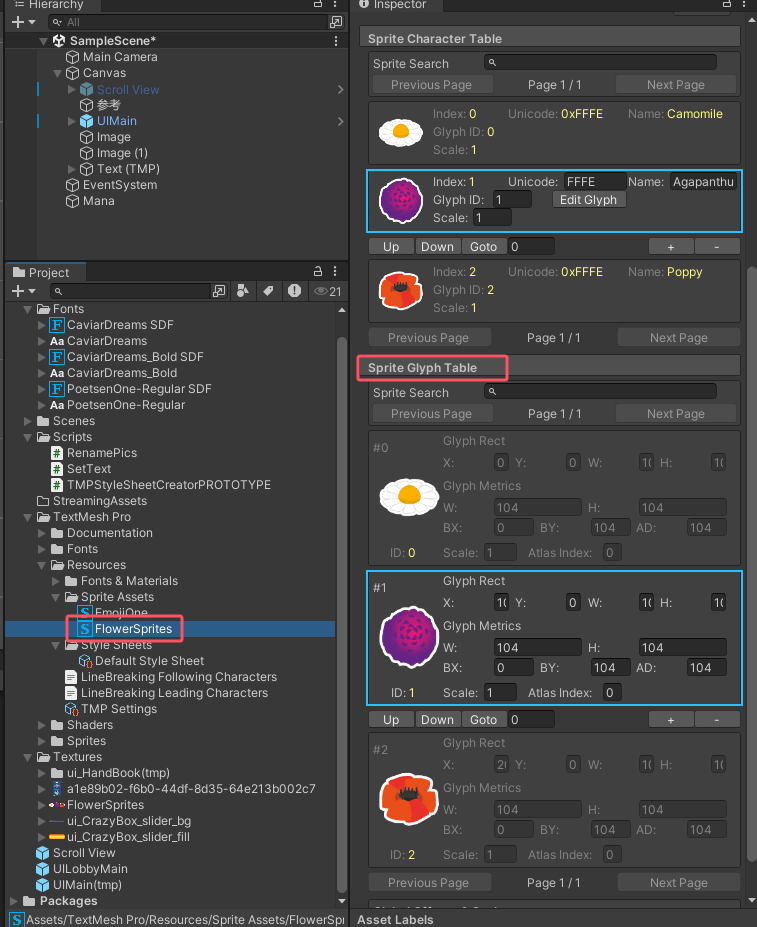 Hierarchy
All
SampleScene*
Main Camera
Canvas
Scroll View
参考
UIMain
Image
Image (1)
Text (TMP)
EventSystem
Mana
Project
21
Fonts
CaviarDreams SDF
Aa CaviarDreams
CaviarDreams_Bold SDF
Aa CaviarDreams_Bold
PoetsenOne-Regular SDF
Aa PoetsenOne-Regular
Scenes
Scripts
# RenamePics
# SetText
# TMPStyleSheetCreatorPROTOTYPE
StreamingAssets
TextMesh Pro
Documentation
Fonts
Resources
Fonts & Materials
Sprite Assets
EmojiOne
FlowerSprites
Style Sheets
Default Style Sheet
LineBreaking Following Characters
LineBreaking Leading Characters
TMP Settings
Shaders
Sprites
Textures
ui_HandBook(tmp)
a1e89b02-f6b0-44df-8d35-64e213b002c7
FlowerSprites
ui_CrazyBox_slider_bg
ui_CrazyBox_slider_fill
Scroll View
UILobbyMain
UIMain(tmp)
Packages
Assets/TextMesh Pro/Resources/Sprite Assets/FlowerSpri
Inspector
Sprite Character Table
Sprite Search
Previous Page Page 1 / 1 Next Page
Index: 0 Unicode: 0xFFFE Name: Camomile
Glyph ID: 0
Scale: 1
Index: 1 Unicode: FFFE Name: Agapanthu
Glyph ID: 1 Edit Glyph
Scale: 1
Up Down Goto 0 + -
Index: 2 Unicode: 0xFFFE Name: Poppy
Glyph ID: 2
Scale: 1
Previous Page Page 1 / 1 Next Page
Sprite Glyph Table
Sprite Search
Previous Page Page 1 / 1 Next Page
#0 Glyph Rect
X: 0 Y: 0 W: 10 H: 10
Glyph Metrics
W: 104 H: 104
BX: 0 BY: 104 AD: 104
ID: 0 Scale: 1 Atlas Index: 0
#1 Glyph Rect
X: 10 Y: 0 W: 10 H: 10
Glyph Metrics
W: 104 H: 104
BX: 0 BY: 104 AD: 104
ID: 1 Scale: 1 Atlas Index: 0
Up Down Goto 0 + -
#2 Glyph Rect
X: 20 Y: 0 W: 10 H: 10
Glyph Metrics
W: 104 H: 104
BX: 0 BY: 104 AD: 104
ID: 2 Scale: 1 Atlas Index: 0
Previous Page Page 1 / 1 Next Page
Asset Labels